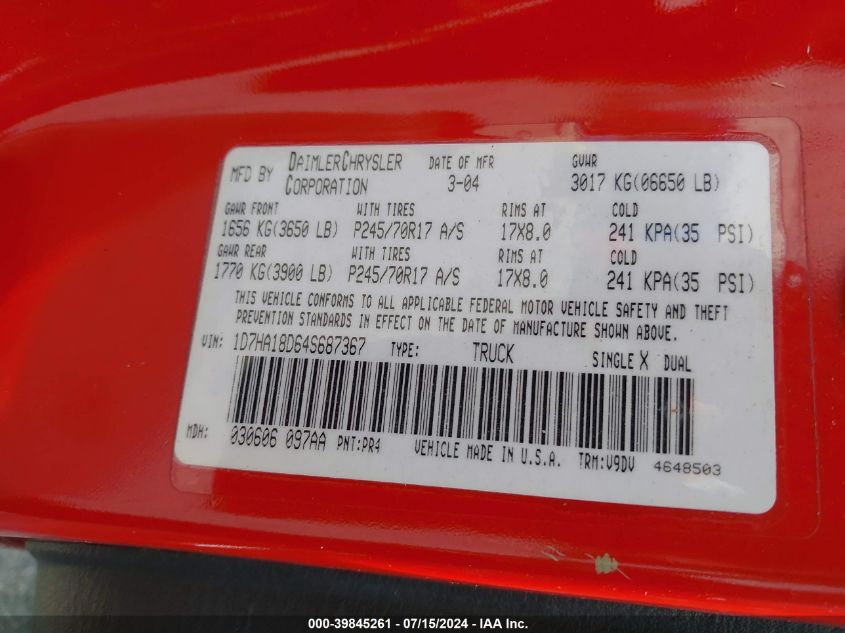 MFD BY DAIMLERCHRYSLER CORPORATION DATE OF MFR 3-04 GVWR 3017 KG(06650 LB)
GAWR FRONT WITH TIRES RIMS AT COLD
1656 KG(3650 LB) P245/70R17 A/S 17X8.0 241 KPA(35 PSI)
GAWR REAR WITH TIRES RIMS AT COLD
1770 KG(3900 LB) P245/70R17 A/S 17X8.0 241 KPA(35 PSI)
THIS VEHICLE CONFORMS TO ALL APPLICABLE FEDERAL MOTOR VEHICLE SAFETY AND THEFT
PREVENTION STANDARDS IN EFFECT ON THE DATE OF MANUFACTURE SHOWN ABOVE.
VIN: 1D7HA18D64S687367 TYPE: TRUCK SINGLE X DUAL
MDH: 030606 097AA PNT:PR4 VEHICLE MADE IN U.S.A. TRM:V9DV 4648503
000-39845261 - 07/15/2024 - IAAI.com